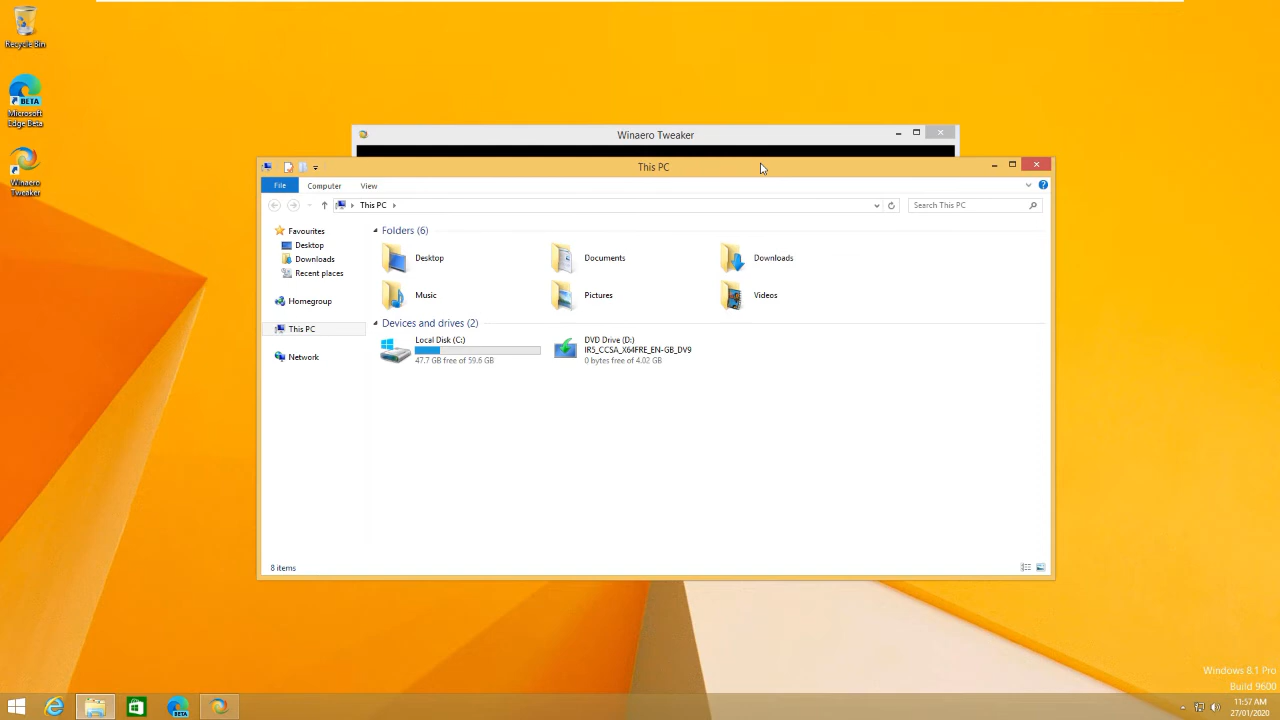 Recycle Bin
Microsoft
Edge Beta
BETA
Winaero
Tweaker
Winaero Tweaker
This PC
File Computer View
This PC
Search This PC
Favourites
Desktop
Downloads
Recent places
Homegroup
This PC
Network
Folders (6)
Desktop Documents Downloads
Music Pictures Videos
Devices and drives (2)
Local Disk (C:)
47.7 GB free of 59.6 GB
DVD Drive (D:)
IR5_CCSA_X64FRE_EN-GB_DV9
0 bytes free of 4.02 GB
8 items
Windows 8.1 Pro
Build 9600
BETA
11:57 AM
27/01/2020